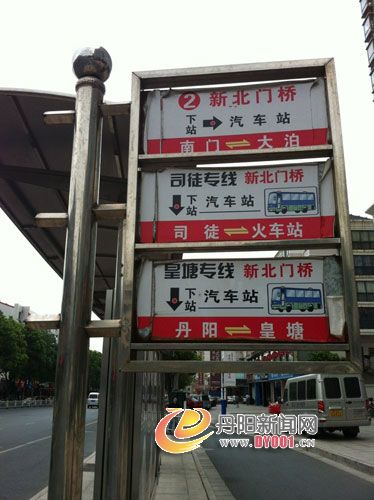 2 新北门桥
下站 → 汽车站
南门 ⇌ 大泊
司徒专线 新北门桥
下站 ↓ 汽车站
司徒 ⇌ 火车站
皇塘专线 新北门桥
下站 ↓ 汽车站
丹阳 ⇌ 皇塘
丹阳新闻网
www.DY001.cn